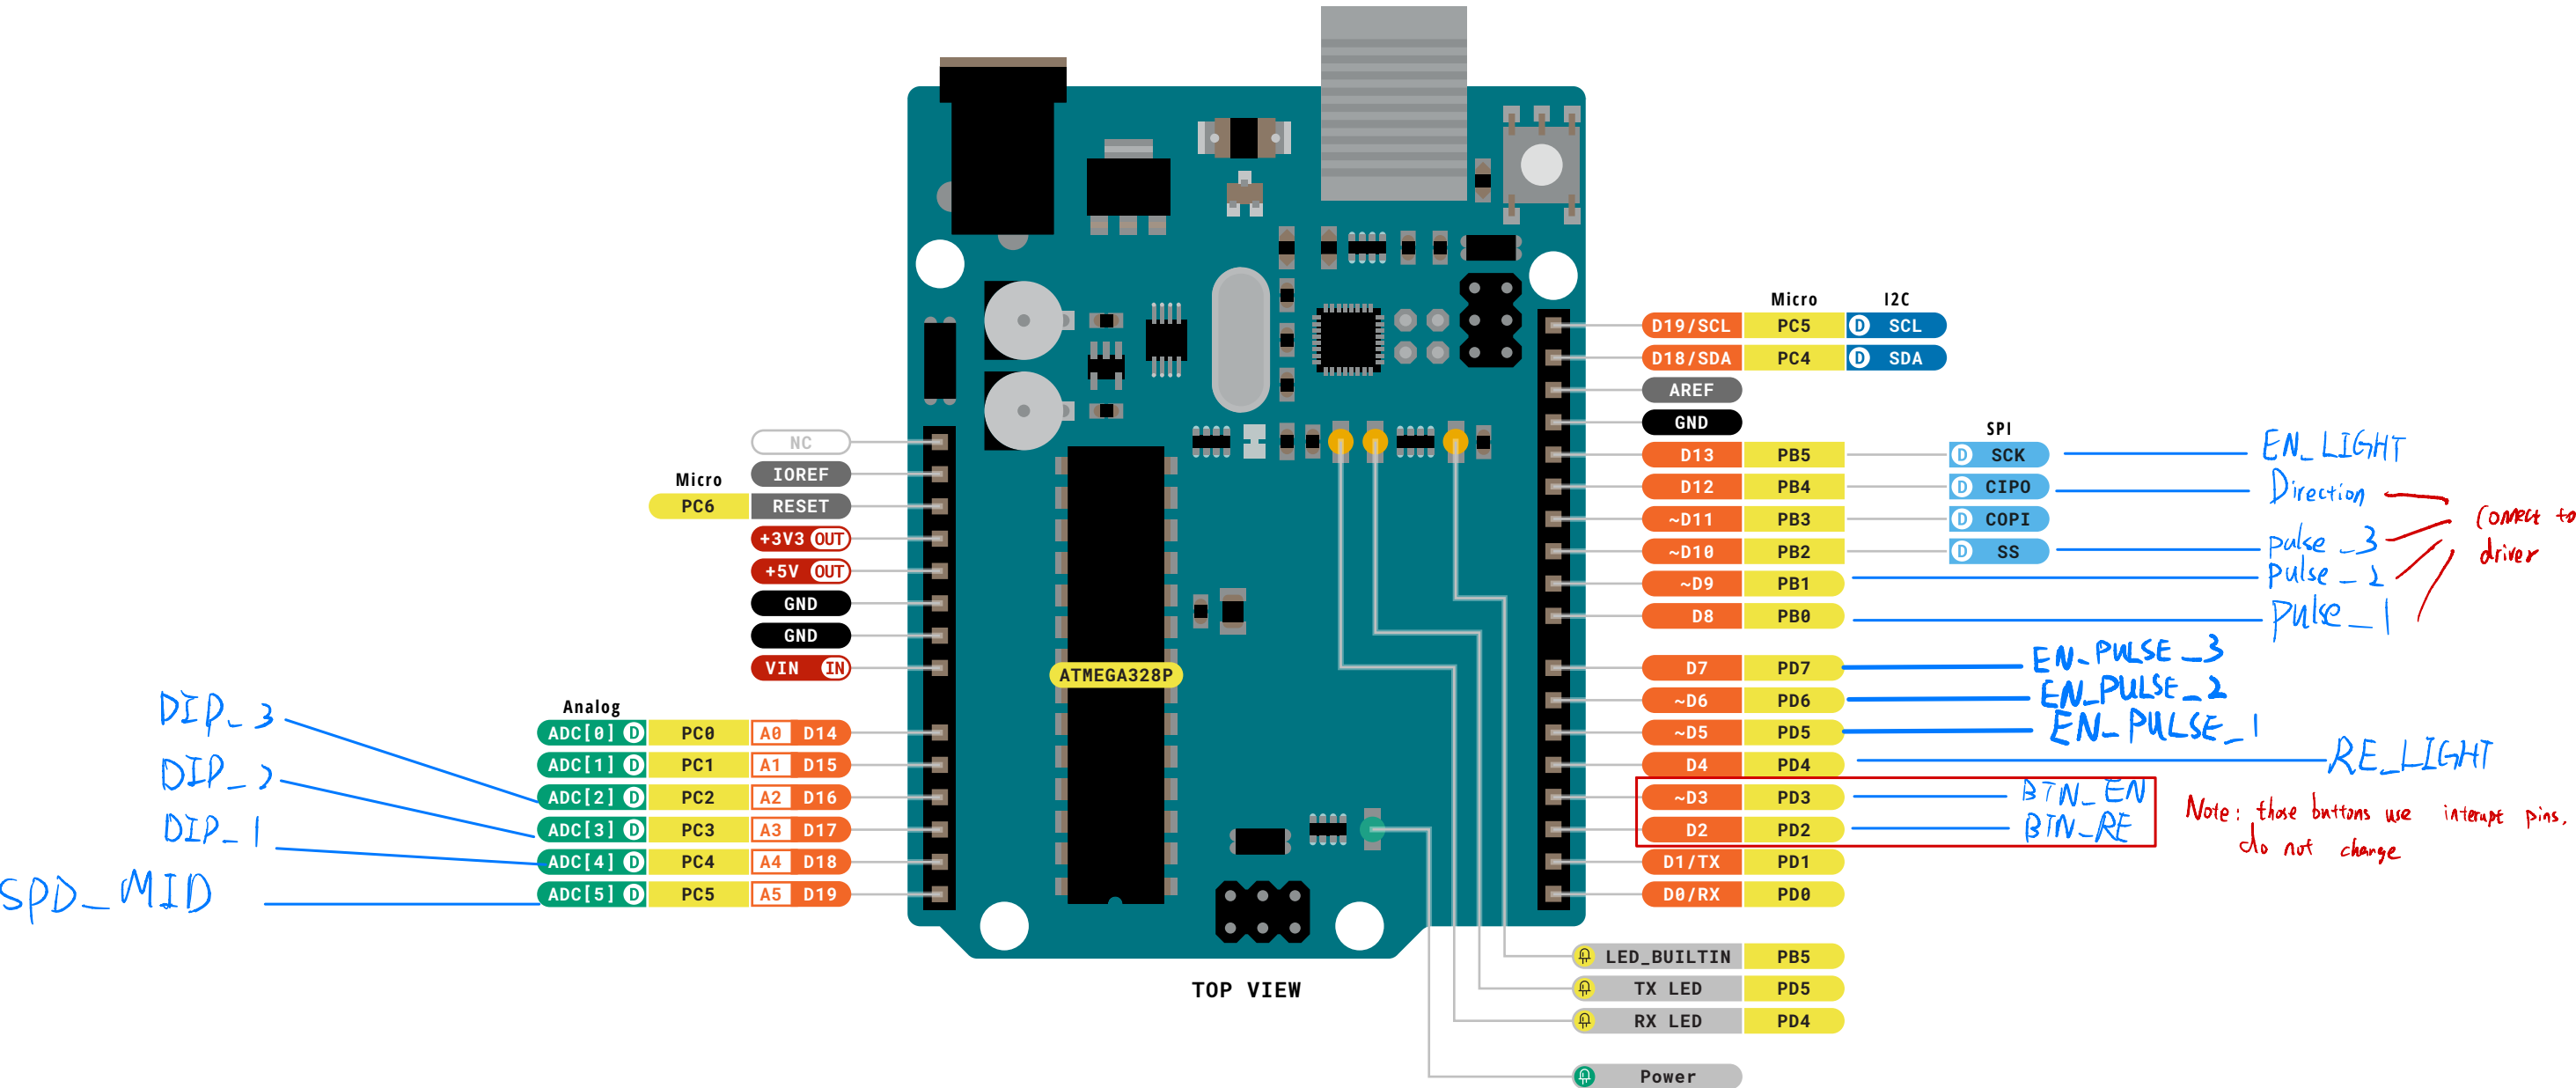 Micro I2C
D19/SCL PC5 D SCL
D18/SDA PC4 D SDA
AREF
GND
SPI
D13 PB5 D SCK EN_LIGHT
D12 PB4 D CIPO Direction
~D11 PB3 D COPI
~D10 PB2 D SS pulse_3
~D9 PB1 pulse_2
D8 PB0 pulse_1
Connect to
driver
D7 PD7 EN_PULSE_3
~D6 PD6 EN_PULSE_2
~D5 PD5 EN_PULSE_1
D4 PD4 RE_LIGHT
~D3 PD3 BTN_EN
D2 PD2 BTN_RE
Note: those buttons use interupt pins.
do not change
D1/TX PD1
D0/RX PD0
NC
IOREF
Micro
PC6 RESET
+3V3 OUT
+5V OUT
GND
GND
VIN IN
ATMEGA328P
Analog
ADC[0] D PC0 A0 D14
ADC[1] D PC1 A1 D15
DIP_3 ADC[2] D PC2 A2 D16
DIP_2 ADC[3] D PC3 A3 D17
DIP_1 ADC[4] D PC4 A4 D18
SPD_MID ADC[5] D PC5 A5 D19
TOP VIEW
LED_BUILTIN PB5
TX LED PD5
RX LED PD4
Power